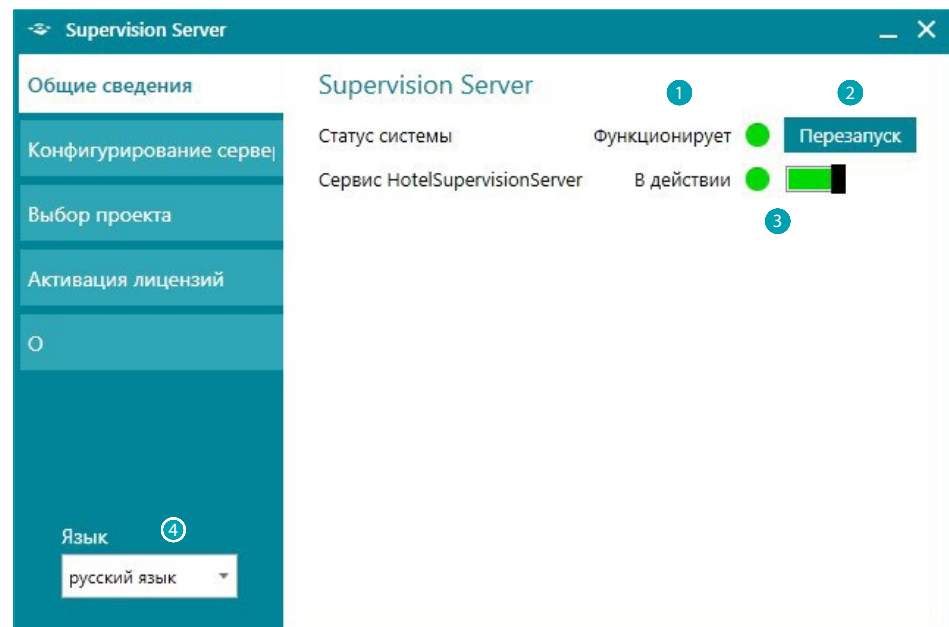 Supervision Server
Общие сведения
Конфигурирование сервер
Выбор проекта
Активация лицензий
О
Язык 4
русский язык
Supervision Server
1 2
Статус системы Функционирует Перезапуск
Сервис HotelSupervisionServer В действии
3